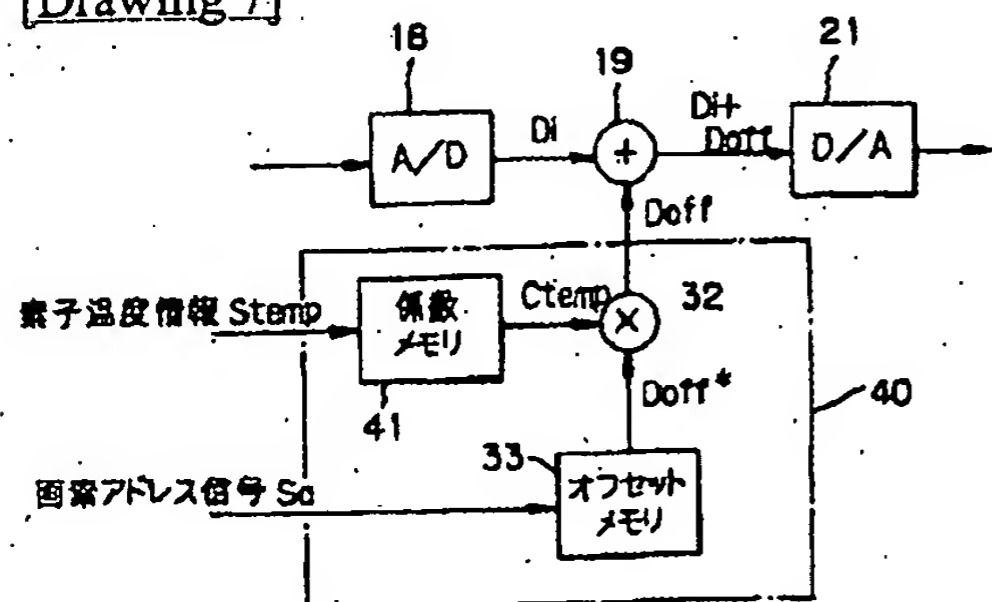 [Drawing 7]
18
19
21
A/D
Di
+
Di+
Doff
D/A
Doff
素子温度情報 Stemp
係数
メモリ
Ctemp
×
32
Doff*
40
41
33
画素アドレス信号 Sa
オフセット
メモリ